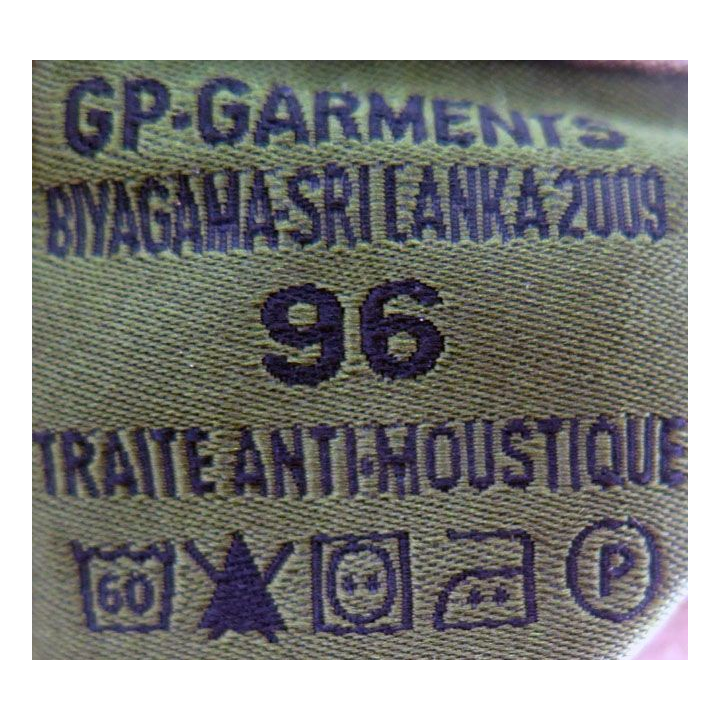 GP-GARMENTS
BIYAGAMA-SRI LANKA 2009
96
TRAITE ANTI-MOUSTIQUE
60 P